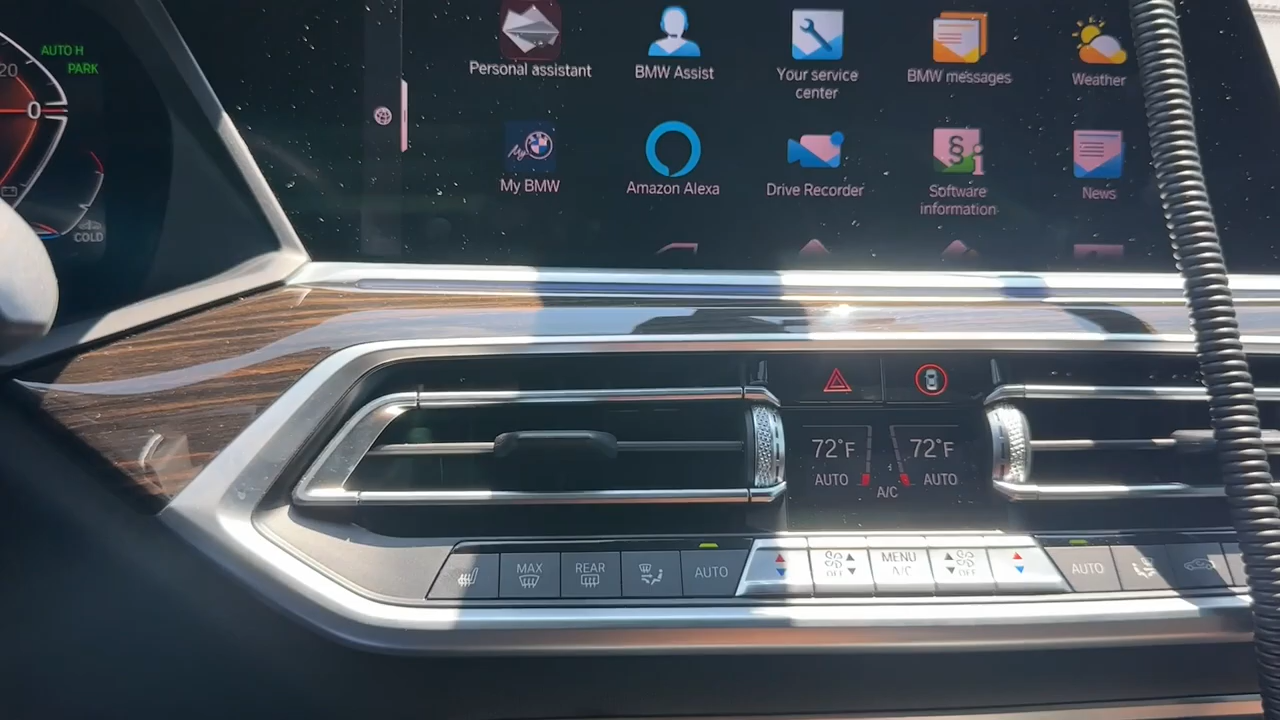 AUTO H
PARK
20
0
COLD
Personal assistant
BMW Assist
Your service
center
BMW messages
Weather
My
My BMW
Amazon Alexa
Drive Recorder
§
i
Software
information
News
72°F
72°F
AUTO
AUTO
A/C
MAX
REAR
AUTO
OFF
MENU
A/C
OFF
AUTO